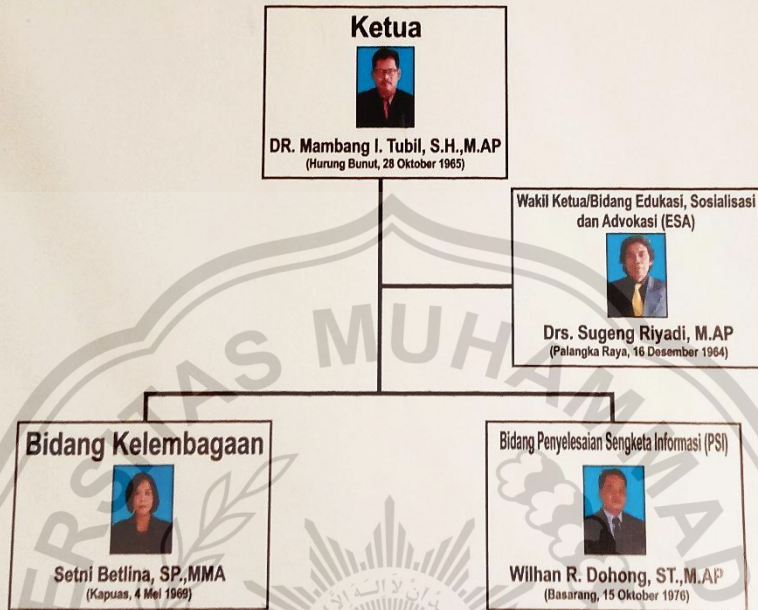 Ketua
DR. Mambang I. Tubil, S.H.,M.AP
(Hurung Bunut, 28 Oktober 1965)
Wakil Ketua/Bidang Edukasi, Sosialisasi
dan Advokasi (ESA)
Drs. Sugeng Riyadi, M.AP
(Palangka Raya, 16 Desember 1964)
Bidang Kelembagaan
Setni Betlina, SP.,MMA
(Kapuas, 4 Mei 1969)
Bidang Penyelesaian Sengketa Informasi (PSI)
Wilhan R. Dohong, ST.,M.AP
(Basarang, 15 Oktober 1976)
ERSITAS MUHAMMAD